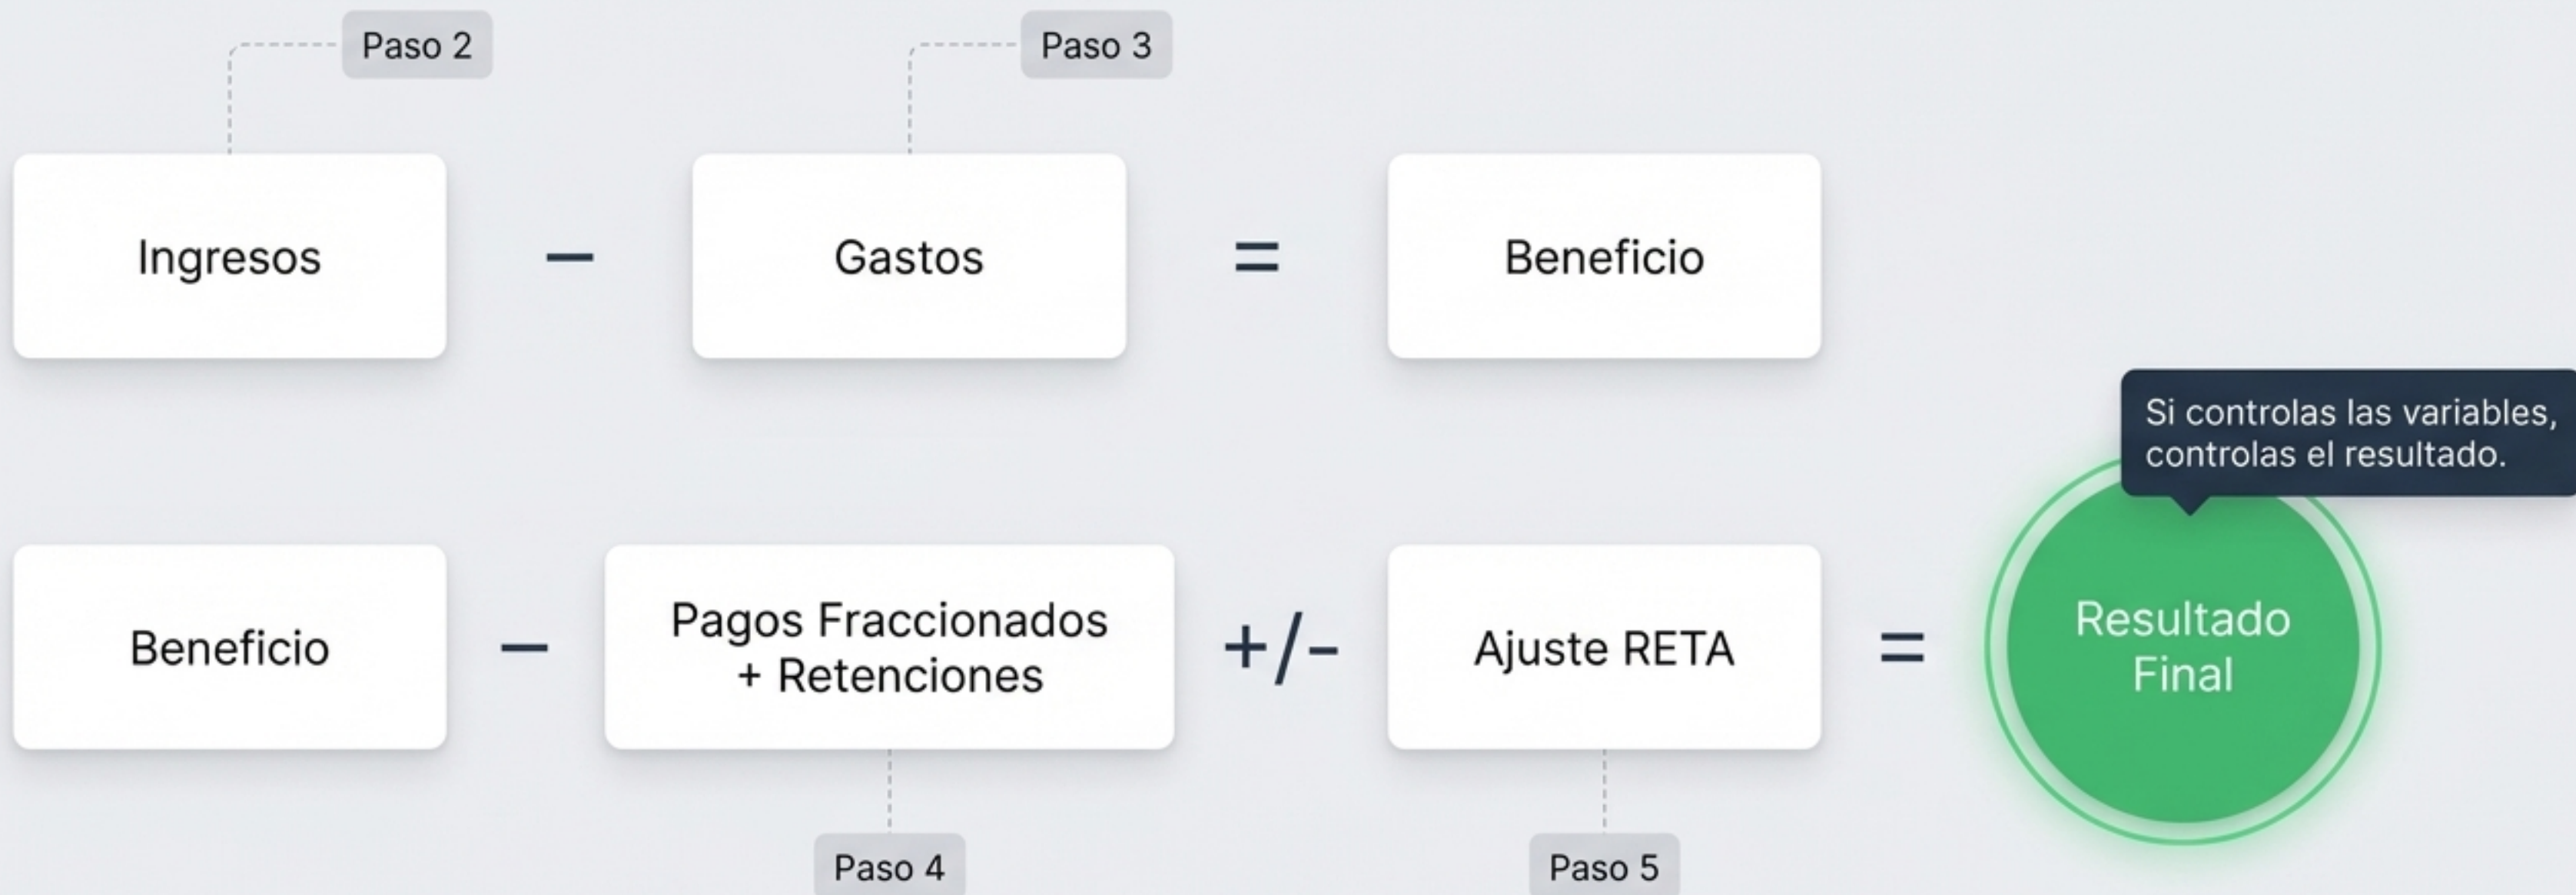 Paso 2
Paso 3
Ingresos
−
Gastos
=
Beneficio
Si controlas las variables,
controlas el resultado.
Beneficio
−
Pagos Fraccionados
+ Retenciones
+/-
Ajuste RETA
=
Resultado
Final
Paso 4
Paso 5